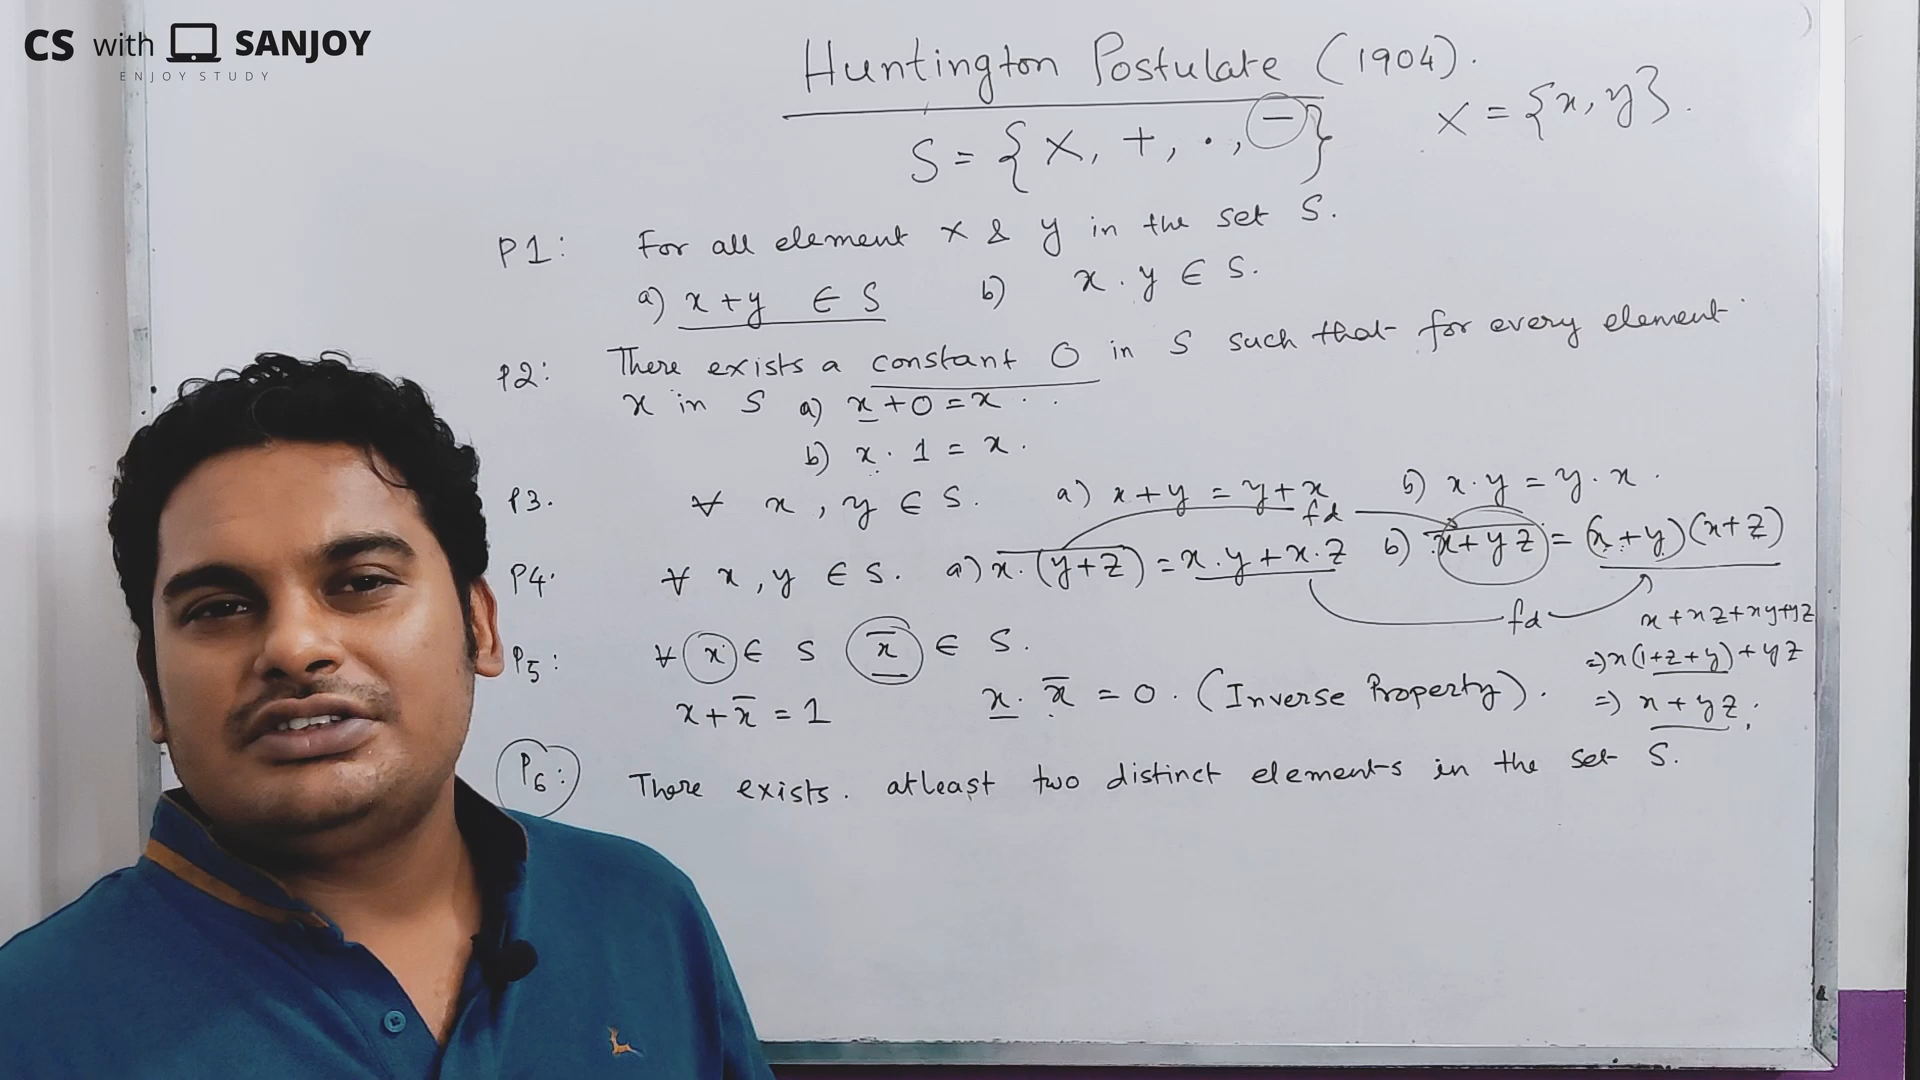 CS with SANJOY
ENJOY STUDY
Huntington Postulate (1904).
S = { X, +, ·, – }
X = {x, y}.
P1: For all element x & y in the set S.
a) x + y ∈ S b) x . y ∈ S.
P2: There exists a constant 0 in S such that for every element
x in S a) x + 0 = x
b) x . 1 = x.
P3. ∀ x , y ∈ S. a) x + y = y + x b) x . y = y . x .
fd
P4. ∀ x , y ∈ S. a) x . (y + z) = x . y + x . z b) x + y z = (x + y)(x + z)
fd
x + xz + xy + yz
⇒ x(1 + z + y) + yz
⇒ x + yz ;
P5: ∀ x ∈ S x̅ ∈ S.
x + x̅ = 1 x . x̅ = 0. (Inverse Property).
P6: There exists. atleast two distinct elements in the set S.